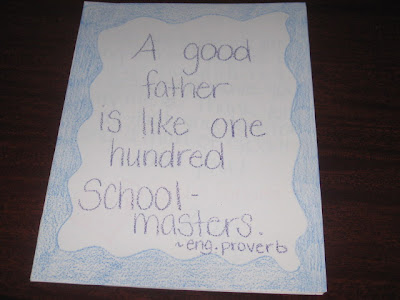 A good
father
is like one
hundred
School-
masters.
~eng. proverb